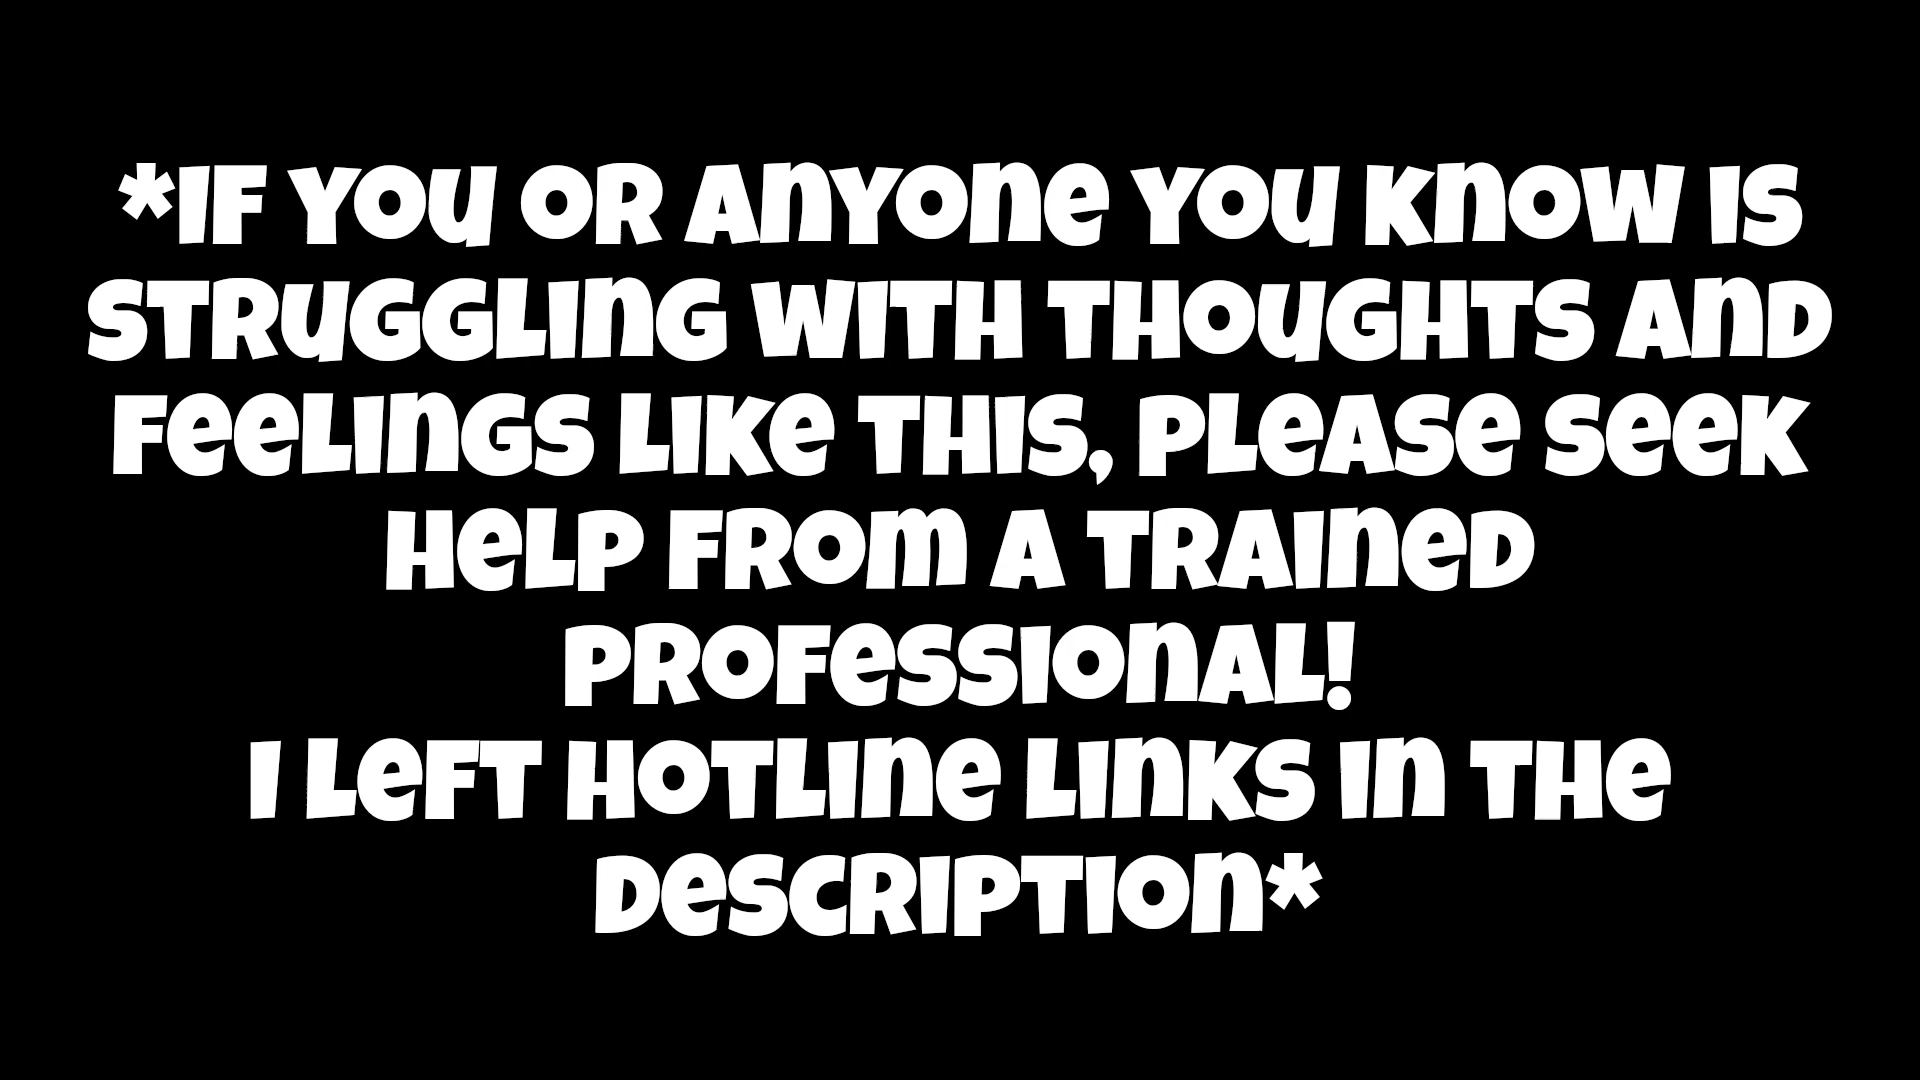 *IF YOU OR ANYONE YOU KNOW IS
STRUGGLING WITH THOUGHTS AND
FEELINGS LIKE THIS, PLEASE SEEK
HELP FROM A TRAINED
PROFESSIONAL!
I LEFT HOTLINE LINKS IN THE
DESCRIPTION*